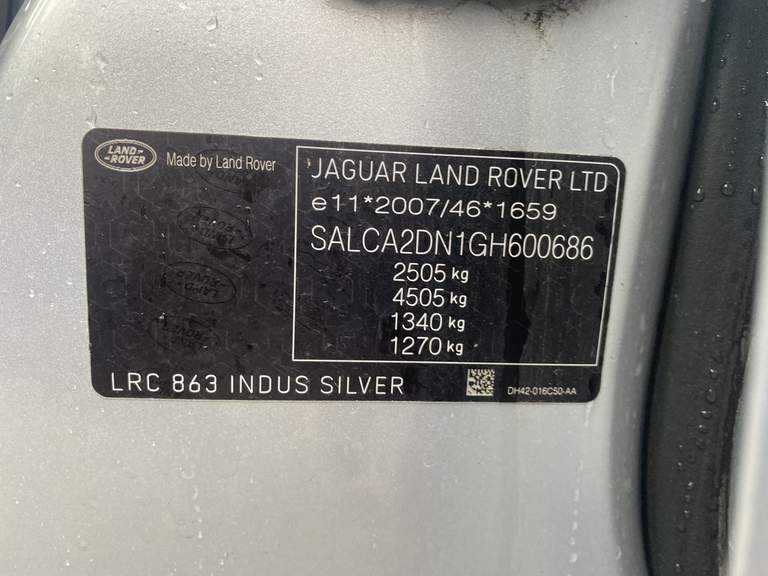 LAND-
ROVER
Made by Land Rover
JAGUAR LAND ROVER LTD
e11*2007/46*1659
SALCA2DN1GH600686
2505 kg
4505 kg
1340 kg
1270 kg
LRC 863 INDUS SILVER
DH42-016C50-AA